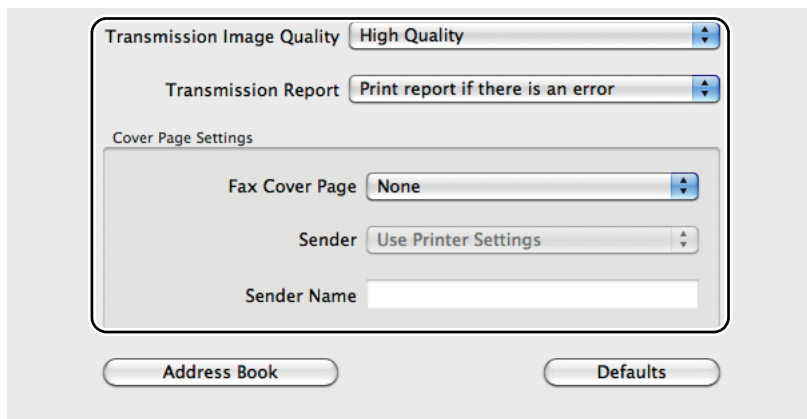 Transmission Image Quality High Quality
Transmission Report Print report if there is an error
Cover Page Settings
Fax Cover Page None
Sender Use Printer Settings
Sender Name
Address Book Defaults